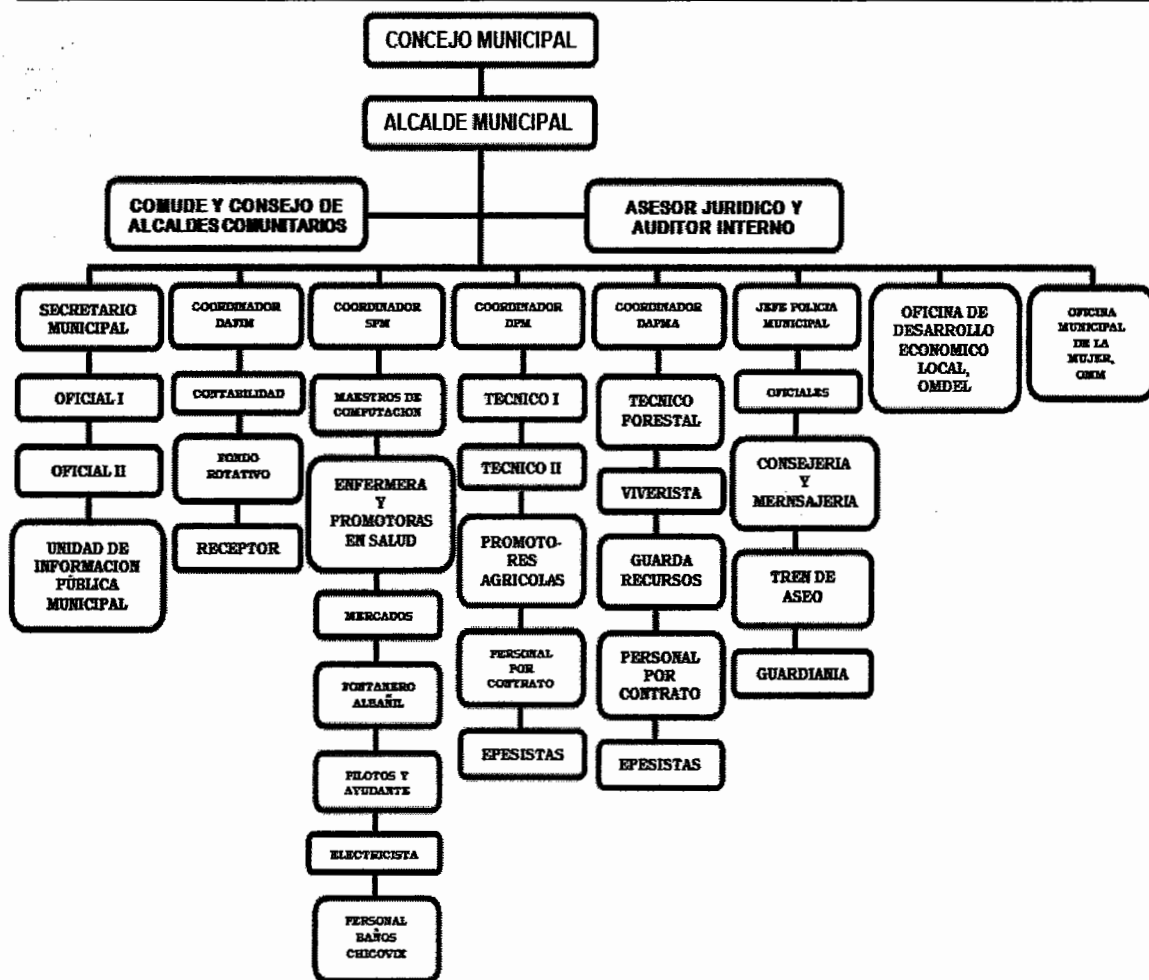 CONCEJO MUNICIPAL
ALCALDE MUNICIPAL
COMUDE Y CONSEJO DE
ALCALDES COMUNITARIOS
ASESOR JURIDICO Y
AUDITOR INTERNO
SECRETARIO
MUNICIPAL
OFICIAL I
OFICIAL II
UNIDAD DE
INFORMACION
PÚBLICA
MUNICIPAL
COORDINADOR
DAFIM
CONTABILIDAD
FONDO
ROTATIVO
RECEPTOR
COORDINADOR
SPM
MAESTROS DE
COMPUTACION
ENFERMERA
Y
PROMOTORAS
EN SALUD
MERCADOS
FONTANERO
ALBAÑIL
PILOTOS Y
AYUDANTE
ELECTRICISTA
PERSONAL
BAÑOS
CHICOVIX
COORDINADOR
DPM
TECNICO I
TECNICO II
PROMOTO-
RES
AGRICOLAS
PERSONAL
POR
CONTRATO
EPESISTAS
COORDINADOR
DAPMA
TECNICO
FORESTAL
VIVERISTA
GUARDA
RECURSOS
PERSONAL
POR
CONTRATO
EPESISTAS
JEFE POLICIA
MUNICIPAL
OFICIALES
CONSEJERIA
Y
MERNSAJERIA
TREN DE
ASEO
GUARDIANIA
OFICINA DE
DESARROLLO
ECONOMICO
LOCAL,
OMDEL
OFICINA
MUNICIPAL
DE LA
MUJER,
OMM